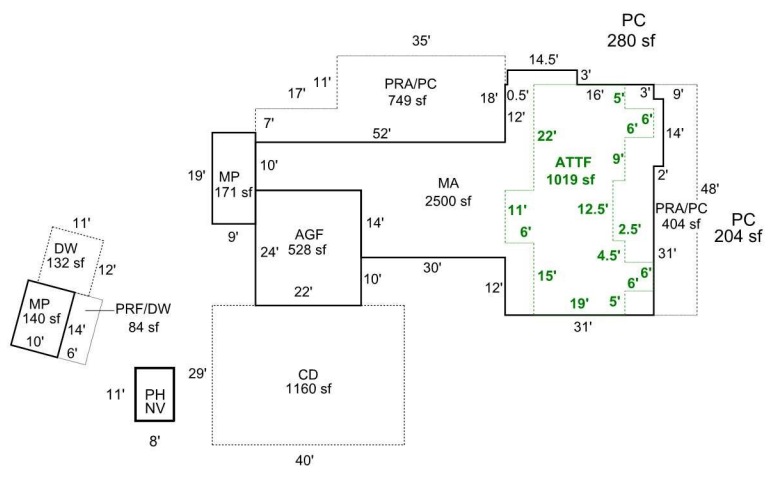 PC
280 sf
35'
14.5'
3'
11'
PRA/PC
749 sf
17'
18'
0.5'
16'
5'
3'
9'
7'
12'
6'
6'
14'
52'
22'
19'
MP
171 sf
10'
9'
ATTF
1019 sf
2'
MA
2500 sf
48'
12.5'
PRA/PC
404 sf
PC
204 sf
11'
14'
9'
AGF
528 sf
6'
2.5'
11'
DW
132 sf
24'
4.5'
31'
12'
30'
10'
15'
6'
6'
22'
12'
19'
5'
MP
140 sf
PRF/DW
84 sf
14'
31'
10'
6'
29'
CD
1160 sf
11'
PH
NV
8'
40'